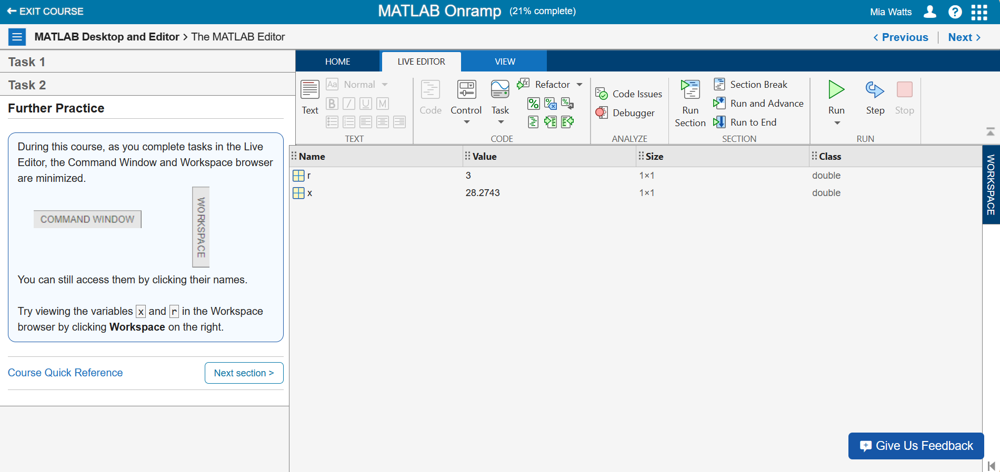 EXIT COURSE
MATLAB Onramp (21% complete)
Mia Watts
MATLAB Desktop and Editor > The MATLAB Editor
< Previous
Next >
Task 1
Task 2
Further Practice
During this course, as you complete tasks in the Live
Editor, the Command Window and Workspace browser
are minimized.
COMMAND WINDOW
WORKSPACE
You can still access them by clicking their names.
Try viewing the variables x and r in the Workspace
browser by clicking Workspace on the right.
Course Quick Reference
Next section >
HOME
LIVE EDITOR
VIEW
Text
Aa Normal
B I U M
TEXT
Code
Control
Task
Refactor
CODE
Code Issues
Debugger
ANALYZE
Run
Section
Section Break
Run and Advance
Run to End
SECTION
Run
Step
Stop
RUN
Name Value Size Class
r 3 1×1 double
x 28.2743 1×1 double
WORKSPACE
Give Us Feedback